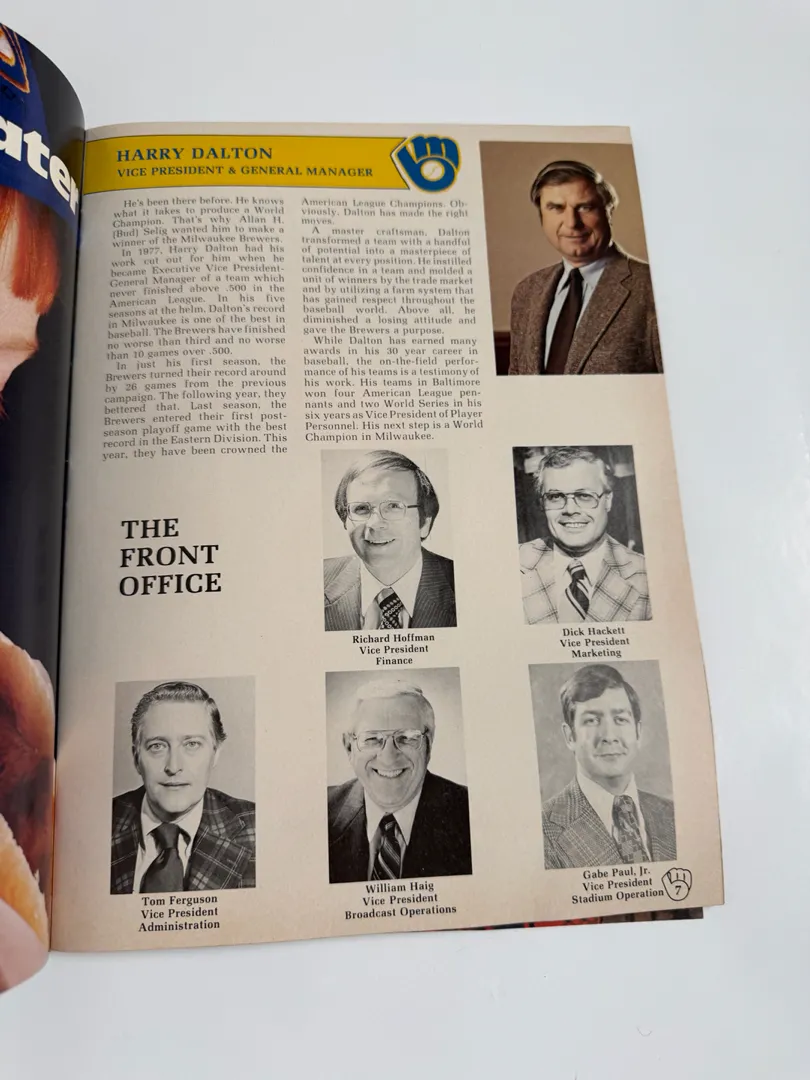 ater
HARRY DALTON
VICE PRESIDENT & GENERAL MANAGER
He's been there before. He knows
what it takes to produce a World
Champion. That's why Allan H.
(Bud) Selig wanted him to make a
winner of the Milwaukee Brewers.
In 1977, Harry Dalton had his
work cut out for him when he
became Executive Vice President-
General Manager of a team which
never finished above .500 in the
American League. In his five
seasons at the helm, Dalton's record
in Milwaukee is one of the best in
baseball. The Brewers have finished
no worse than third and no worse
than 10 games over .500.
In just his first season, the
Brewers turned their record around
by 26 games from the previous
campaign. The following year, they
bettered that. Last season, the
Brewers entered their first post-
season playoff game with the best
record in the Eastern Division. This
year, they have been crowned the
American League Champions. Ob-
viously, Dalton has made the right
moves.
A master craftsman, Dalton
transformed a team with a handful
of potential into a masterpiece of
talent at every position. He instilled
confidence in a team and molded a
unit of winners by the trade market
and by utilizing a farm system that
has gained respect throughout the
baseball world. Above all, he
diminished a losing attitude and
gave the Brewers a purpose.
While Dalton has earned many
awards in his 30 year career in
baseball, the on-the-field perfor-
mance of his teams is a testimony of
his work. His teams in Baltimore
won four American League pen-
nants and two World Series in his
six years as Vice President of Player
Personnel. His next step is a World
Champion in Milwaukee.
THE
FRONT
OFFICE
Richard Hoffman
Vice President
Finance
Dick Hackett
Vice President
Marketing
Tom Ferguson
Vice President
Administration
William Haig
Vice President
Broadcast Operations
Gabe Paul, Jr.
Vice President
Stadium Operation
7